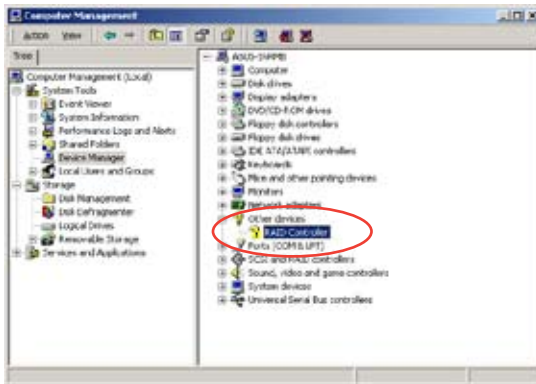 Computer Management
Action View
Tree
Computer Management (Local)
System Tools
Event Viewer
System Information
Performance Logs and Alerts
Shared Folders
Device Manager
Local Users and Groups
Storage
Disk Management
Disk Defragmenter
Logical Drives
Removable Storage
Services and Applications
Computer
Disk drives
Display adapters
DVD/CD-ROM drives
Floppy disk controllers
Floppy disk drives
IDE ATA/ATAPI controllers
Keyboards
Mice and other pointing devices
Monitors
Network adapters
Other devices
RAID Controller
Ports (COM & LPT)
SCSI and RAID controllers
Sound, video and game controllers
System devices
Universal Serial Bus controllers